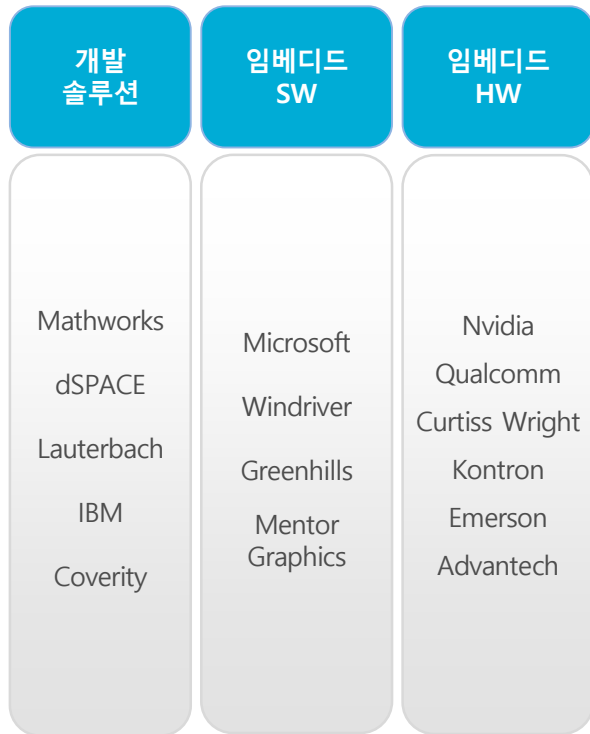 개발
솔루션
임베디드
SW
임베디드
HW
Mathworks
dSPACE
Lauterbach
IBM
Coverity
Microsoft
Windriver
Greenhills
Mentor
Graphics
Nvidia
Qualcomm
Curtiss Wright
Kontron
Emerson
Advantech